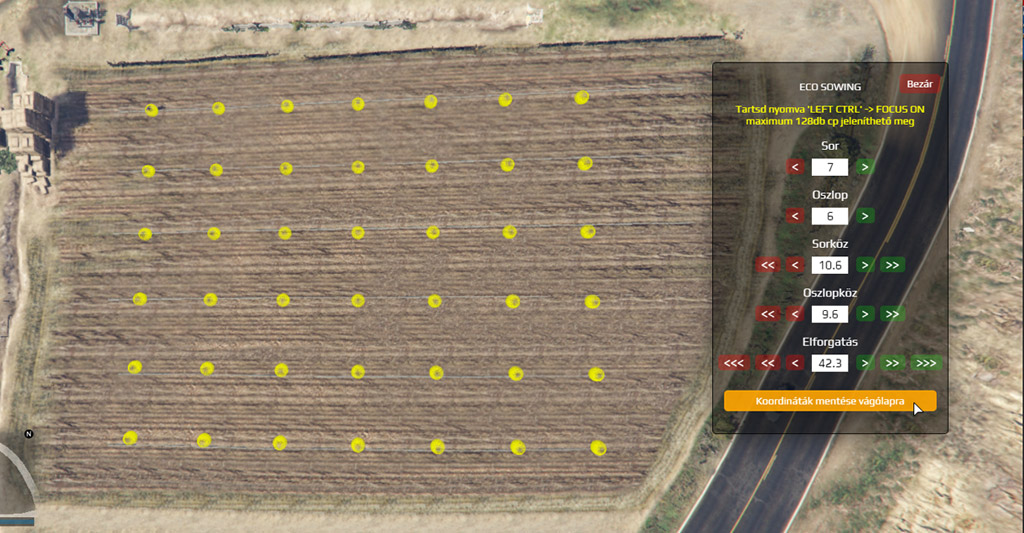 ECO SOWING
Bezár
Tartsd nyomva 'LEFT CTRL' -> FOCUS ON
maximum 128db cp jeleníthető meg
Sor
< 7 >
Oszlop
< 6 >
Sorköz
<< < 10.6 > >>
Oszlopköz
<< < 9.6 > >>
Elforgatás
<<< << < 42.3 > >> >>>
Koordináták mentése vágólapra
N